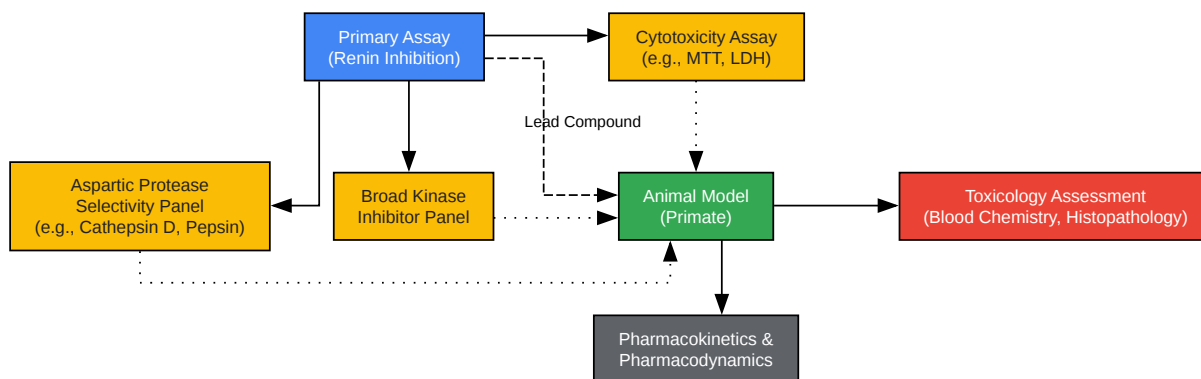 Primary Assay
(Renin Inhibition)
Cytotoxicity Assay
(e.g., MTT, LDH)
Lead Compound
Aspartic Protease
Selectivity Panel
(e.g., Cathepsin D, Pepsin)
Broad Kinase
Inhibitor Panel
Animal Model
(Primate)
Toxicology Assessment
(Blood Chemistry, Histopathology)
Pharmacokinetics &
Pharmacodynamics